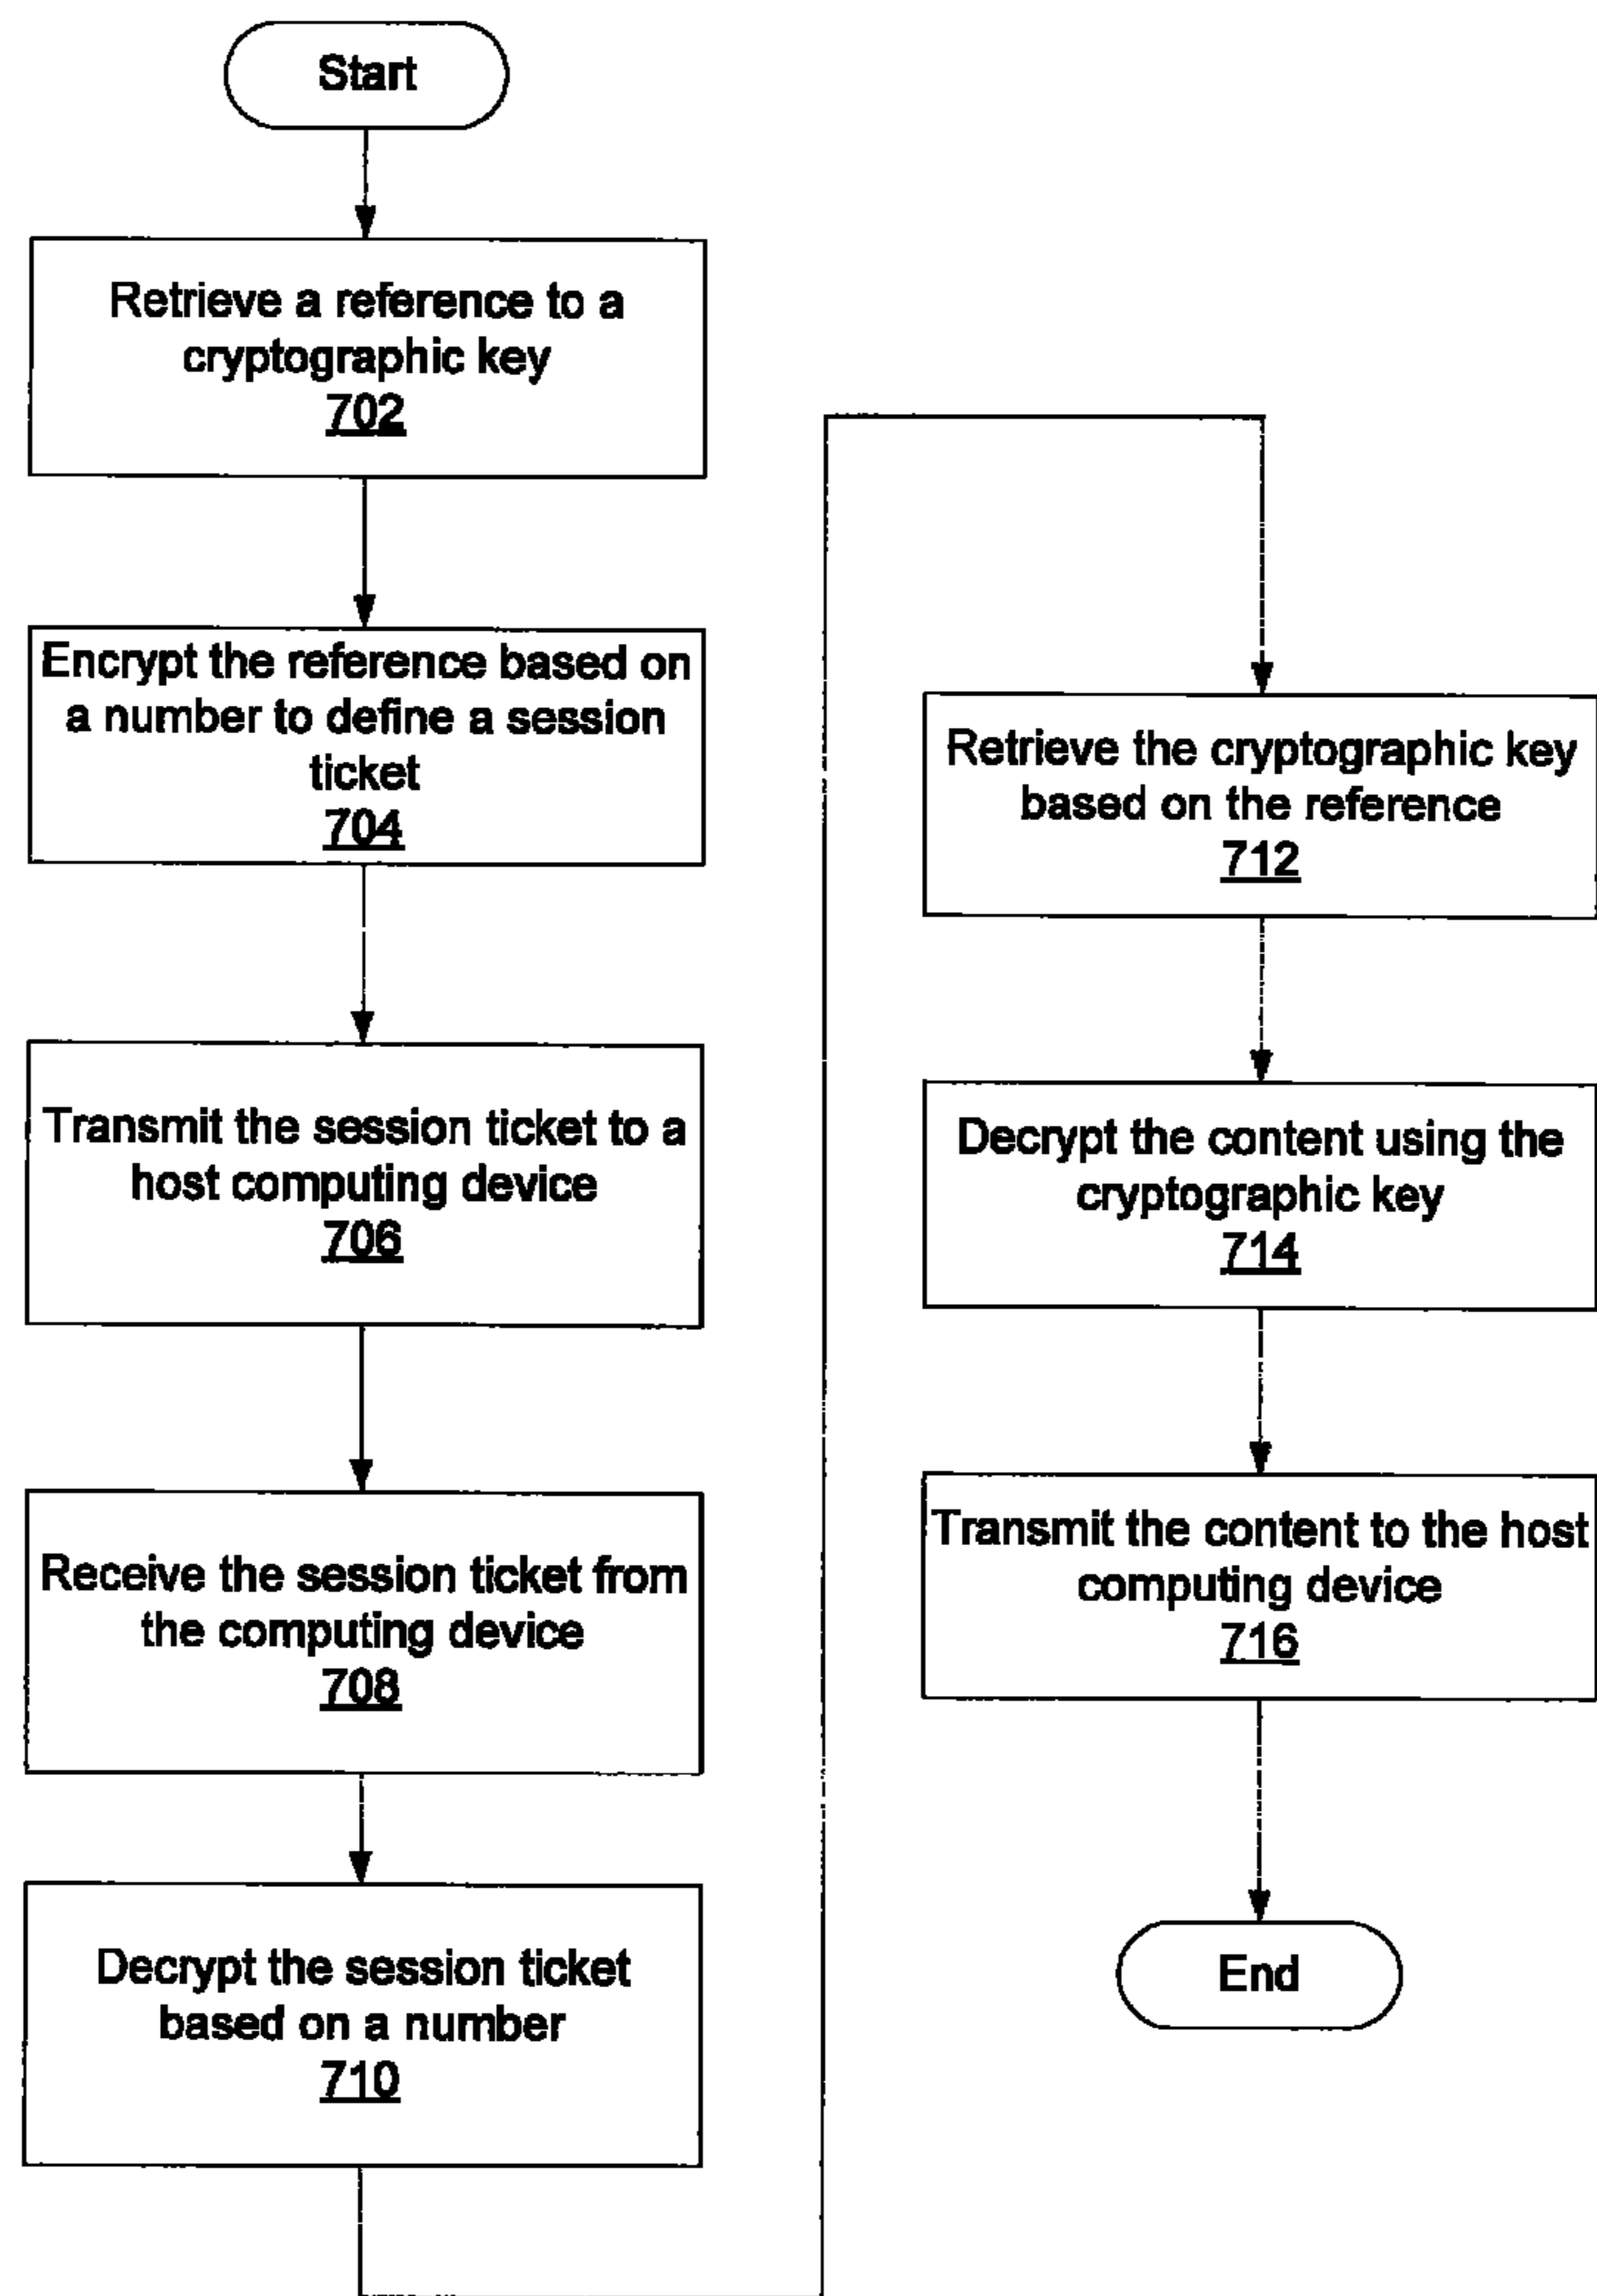 Start
Retrieve a reference to a
cryptographic key
702
Encrypt the reference based on
a number to define a session
ticket
704
Transmit the session ticket to a
host computing device
706
Receive the session ticket from
the computing device
708
Decrypt the session ticket
based on a number
710
Retrieve the cryptographic key
based on the reference
712
Decrypt the content using the
cryptographic key
714
Transmit the content to the host
computing device
716
End